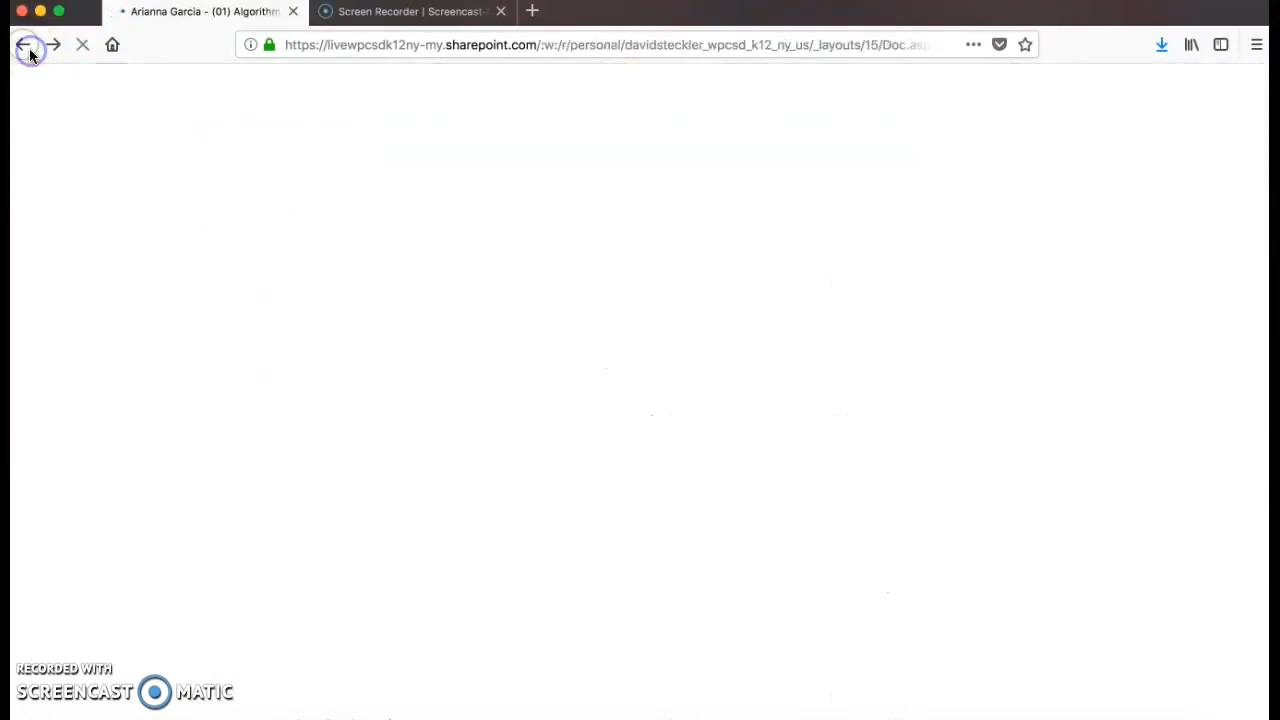 Arianna Garcia - (01) Algorithm
Screen Recorder | Screencast-
https://livewpcsdk12ny-my.sharepoint.com/:w:/r/personal/davidsteckler_wpcsd_k12_ny_us/_layouts/15/Doc.as
RECORDED WITH
SCREENCAST MATIC